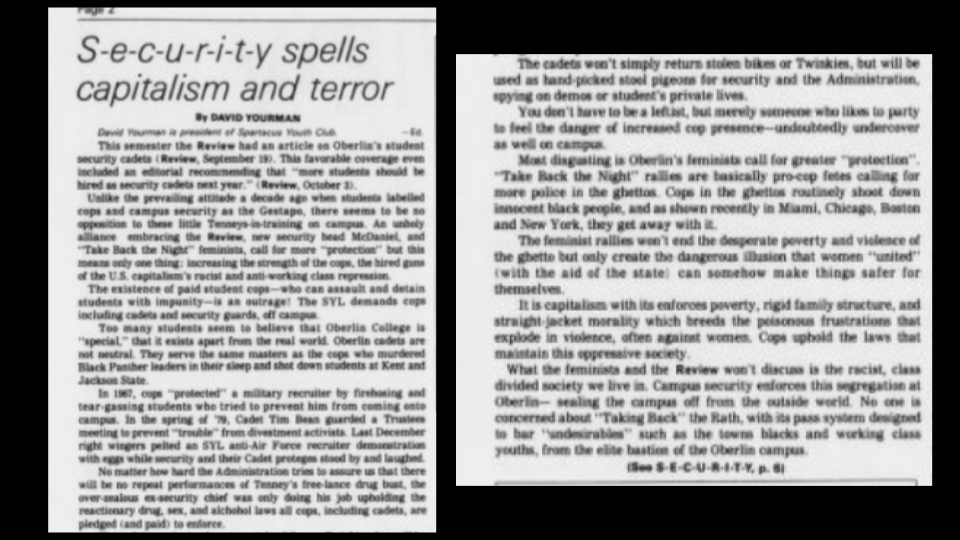 Page 2
S-e-c-u-r-i-t-y spells
capitalism and terror
By DAVID YOURMAN
David Yourman is president of Spartacus Youth Club. —Ed.
This semester the Review had an article on Oberlin's student
security cadets (Review, September 19). This favorable coverage even
included an editorial recommending that "more students should be
hired as security cadets next year." (Review, October 3).
Unlike the prevailing attitude a decade ago when students labelled
cops and campus security as the Gestapo, there seems to be no
opposition to these little Tenneys-in-training on campus. An unholy
alliance embracing the Review, new security head McDaniel, and
"Take Back the Night" feminists, call for more "protection" but this
means only one thing; increasing the strength of the cops, the hired guns
of the U.S. capitalism's racist and anti-working class repression.
The existence of paid student cops—who can assault and detain
students with impunity—is an outrage! The SYL demands cops
including cadets and security guards, off campus.
Too many students seem to believe that Oberlin College is
"special," that it exists apart from the real world. Oberlin cadets are
not neutral. They serve the same masters as the cops who murdered
Black Panther leaders in their sleep and shot down students at Kent and
Jackson State.
In 1967, cops "protected" a military recruiter by firehosing and
tear-gassing students who tried to prevent him from coming onto
campus. In the spring of '79, Cadet Tim Bean guarded a Trustees
meeting to prevent "trouble" from divestment activists. Last December
right wingers pelted an SYL anti-Air Force recruiter demonstration
with eggs while security and their Cadet proteges stood by and laughed.
No matter how hard the Administration tries to assure us that there
will be no repeat performances of Tenney's free-lance drug bust, the
over-zealous ex-security chief was only doing his job upholding the
reactionary drug, sex, and alchohol laws all cops, including cadets, are
pledged (and paid) to enforce.
The cadets won't simply return stolen bikes or Twinkies, but will be
used as hand-picked stool pigeons for security and the Administration,
spying on demos or student's private lives.
You don't have to be a leftist, but merely someone who likes to party
to feel the danger of increased cop presence—undoubtedly undercover
as well on campus.
Most disgusting is Oberlin's feminists call for greater "protection".
"Take Back the Night" rallies are basically pro-cop fetes calling for
more police in the ghettos. Cops in the ghettos routinely shoot down
innocent black people, and as shown recently in Miami, Chicago, Boston
and New York, they get away with it.
The feminist rallies won't end the desperate poverty and violence of
the ghetto but only create the dangerous illusion that women "united"
(with the aid of the state) can somehow make things safer for
themselves.
It is capitalism with its enforces poverty, rigid family structure, and
straight-jacket morality which breeds the poisonous frustrations that
explode in violence, often against women. Cops uphold the laws that
maintain this oppressive society.
What the feminists and the Review won't discuss is the racist, class
divided society we live in. Campus security enforces this segregation at
Oberlin— sealing the campus off from the outside world. No one is
concerned about "Taking Back" the Rath, with its pass system designed
to bar "undesirables" such as the towns blacks and working class
youths, from the elite bastion of the Oberlin campus.
(See S-E-C-U-R-I-T-Y, p. 6)